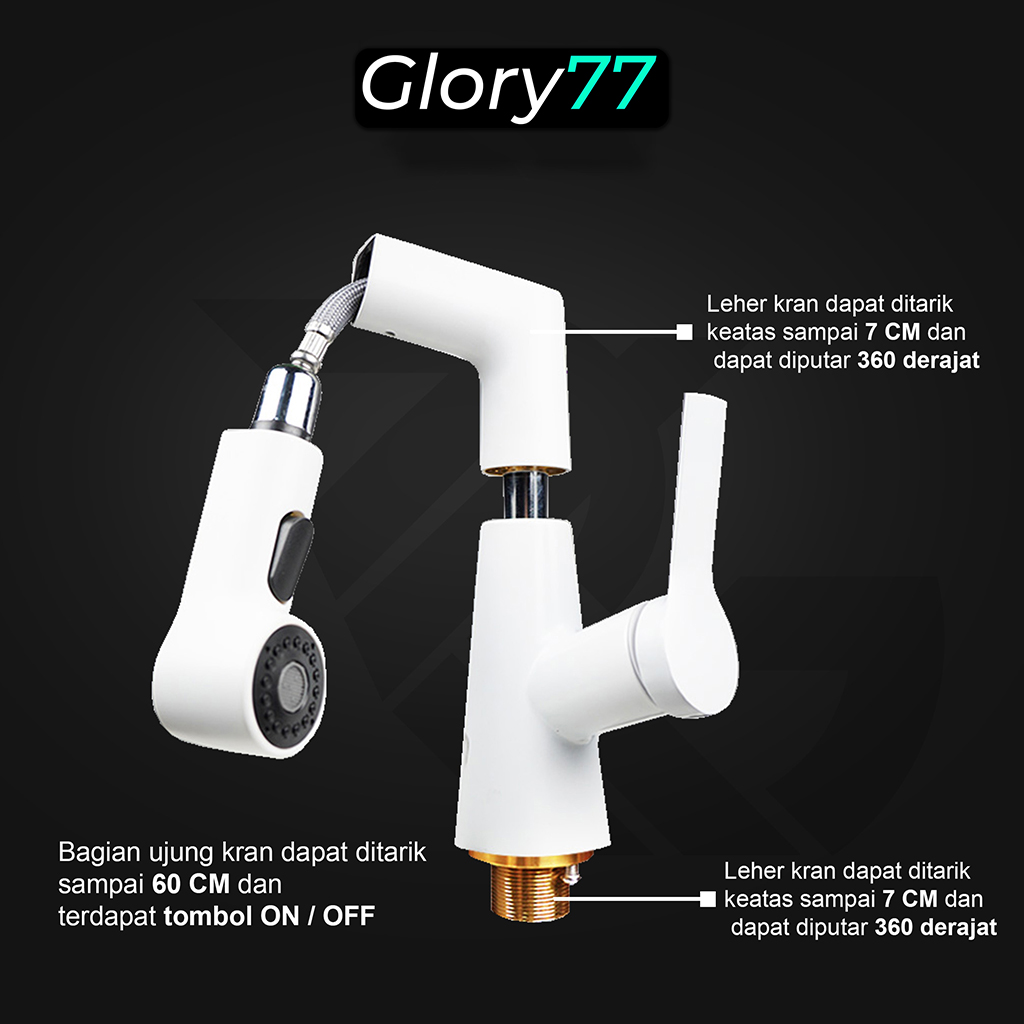 Glory77
Leher kran dapat ditarik
keatas sampai 7 CM dan
dapat diputar 360 derajat
Bagian ujung kran dapat ditarik
sampai 60 CM dan
terdapat tombol ON / OFF
Leher kran dapat ditarik
keatas sampai 7 CM dan
dapat diputar 360 derajat